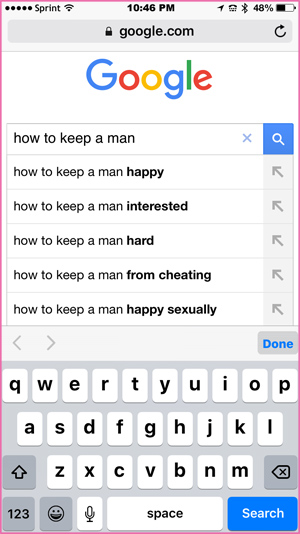 Sprint 10:46 PM 48%
google.com
Google
how to keep a man
how to keep a man happy
how to keep a man interested
how to keep a man hard
how to keep a man from cheating
how to keep a man happy sexually
Done
q w e r t y u i o p
a s d f g h j k l
z x c v b n m
123 space Search